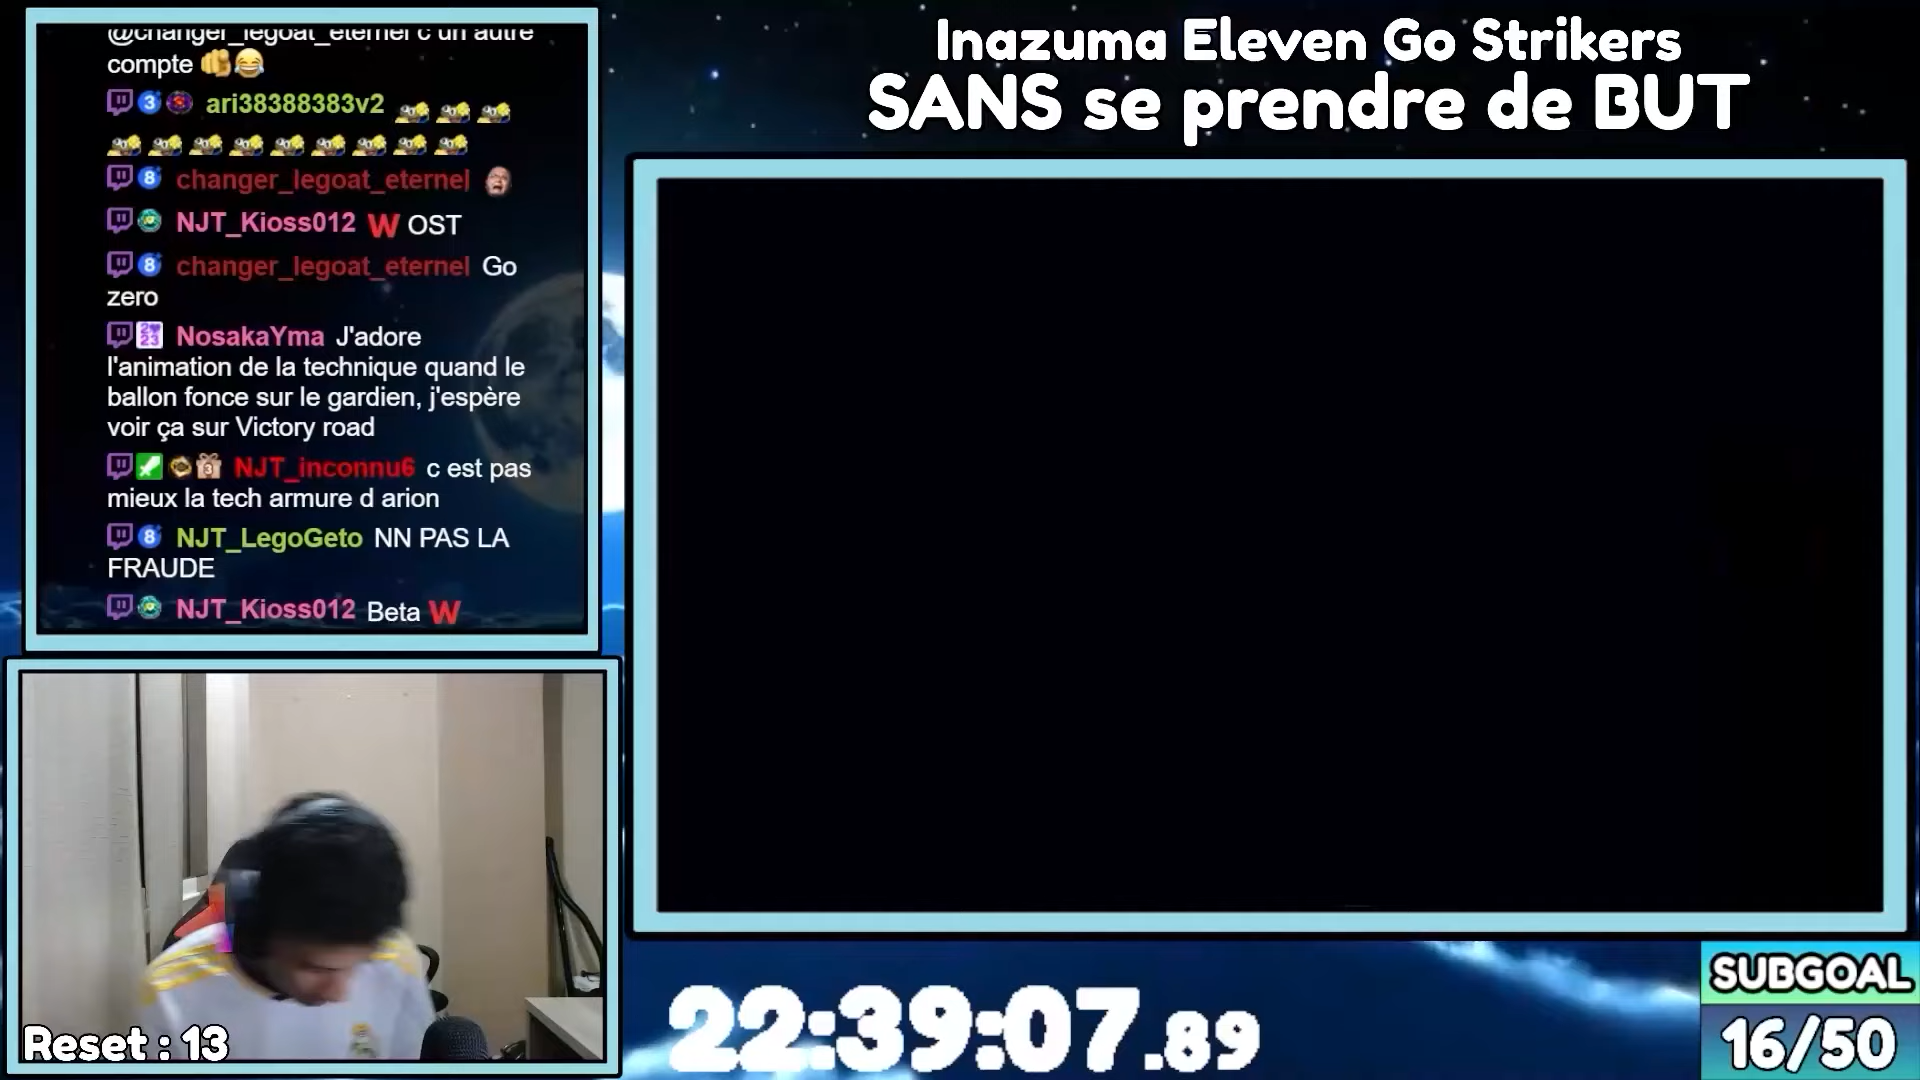 @changer_legoat_eternel c un autre
compte
ari38388383v2
changer_legoat_eternel
NJT_Kioss012 W OST
changer_legoat_eternel Go
zero
NosakaYma J'adore
l'animation de la technique quand le
ballon fonce sur le gardien, j'espère
voir ça sur Victory road
NJT_inconnu6 c est pas
mieux la tech armure d arion
NJT_LegoGeto NN PAS LA
FRAUDE
NJT_Kioss012 Beta W
Inazuma Eleven Go Strikers
SANS se prendre de BUT
Reset : 13
22:39:07.89
SUBGOAL
16/50